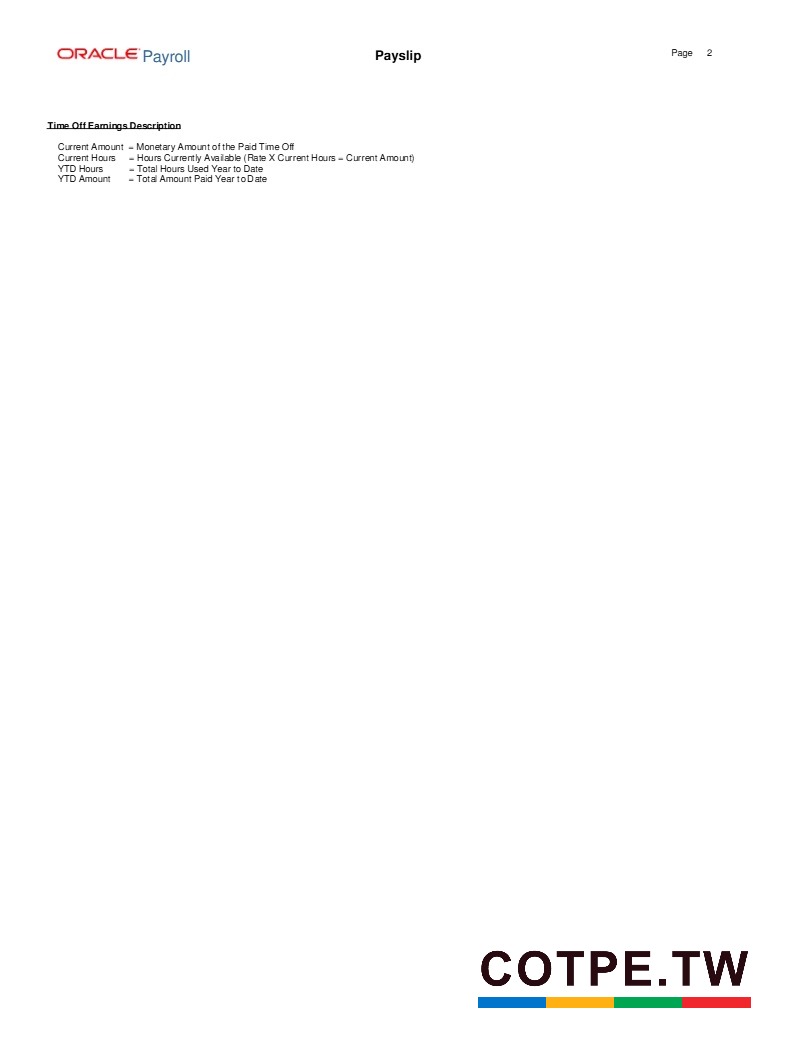 ORACLE Payroll
Payslip
Page 2
Time Off Earnings Description
Current Amount = Monetary Amount of the Paid Time Off
Current Hours = Hours Currently Available (Rate X Current Hours = Current Amount)
YTD Hours = Total Hours Used Year to Date
YTD Amount = Total Amount Paid Year to Date
COTPE.TW